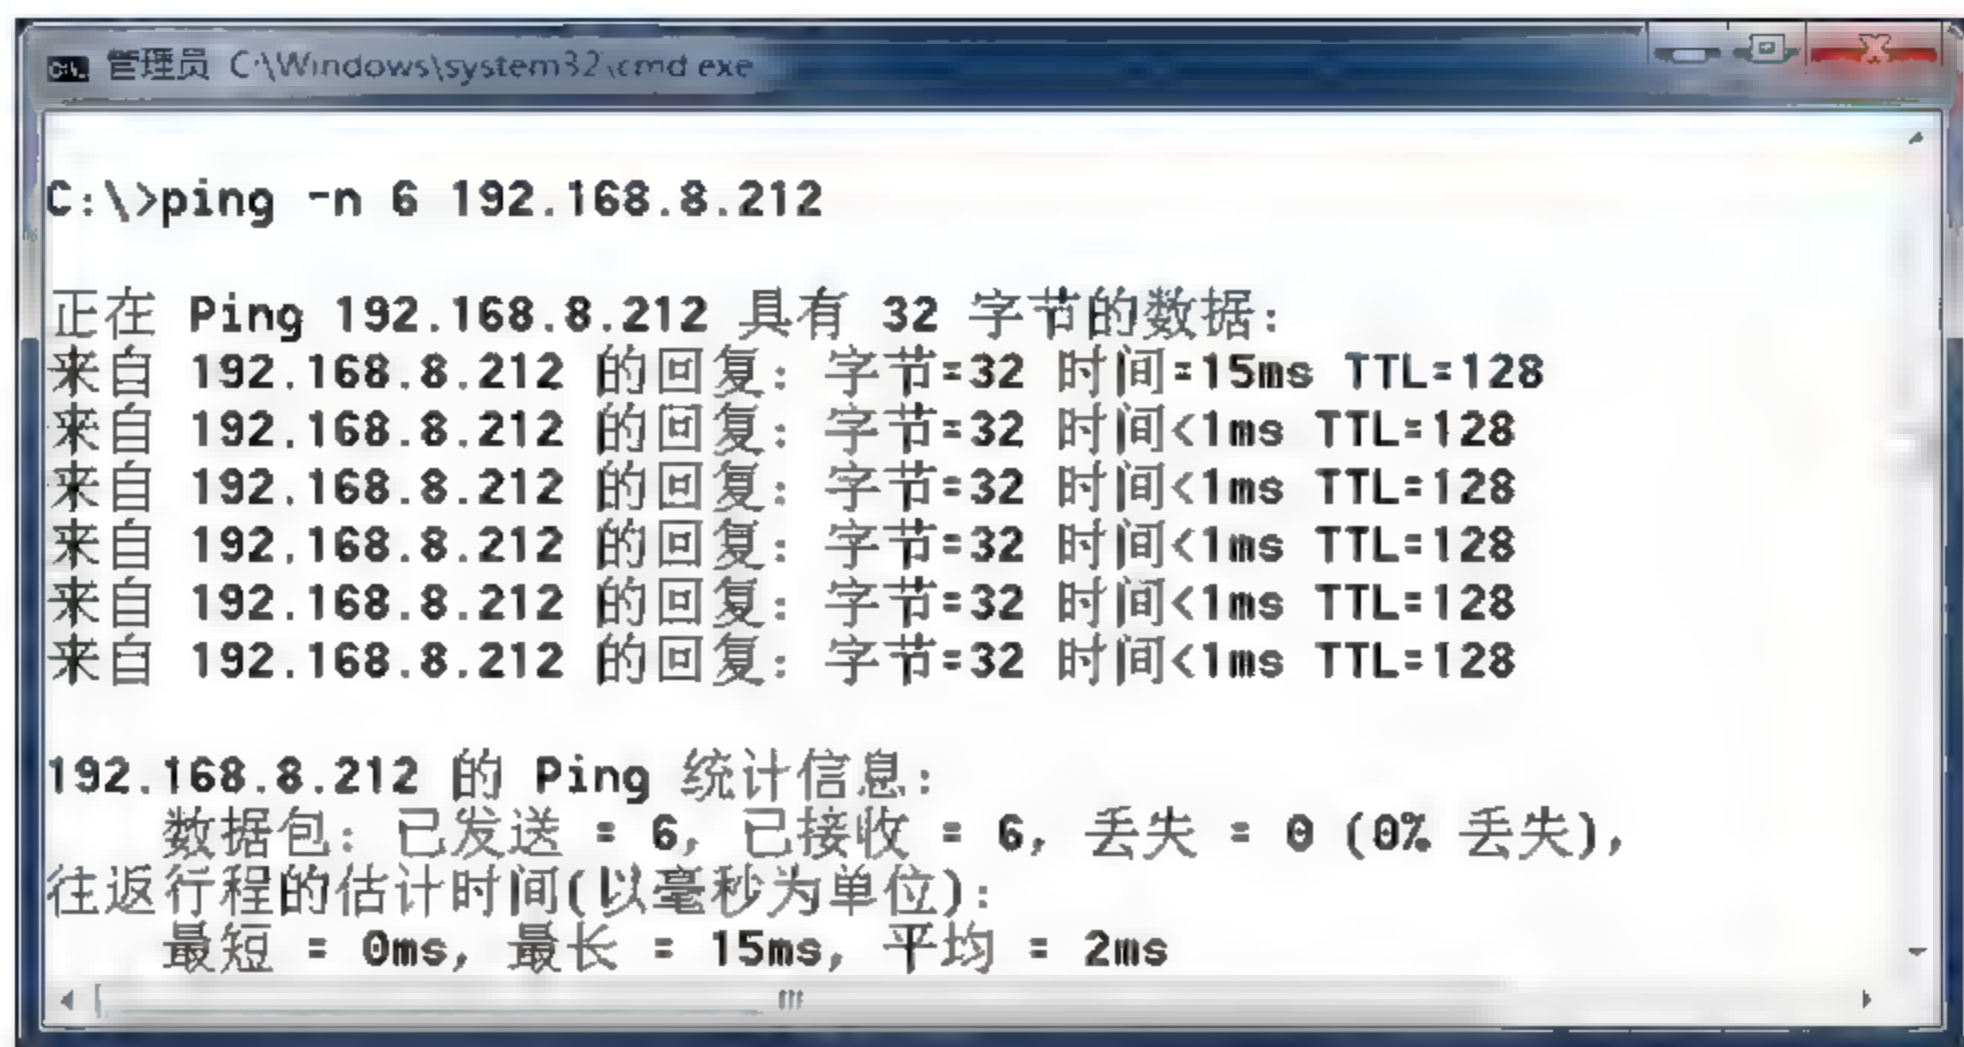 管理员 C:\Windows\system32\cmd.exe
C:\>ping -n 6 192.168.8.212
正在 Ping 192.168.8.212 具有 32 字节的数据:
来自 192.168.8.212 的回复: 字节=32 时间=15ms TTL=128
来自 192.168.8.212 的回复: 字节=32 时间<1ms TTL=128
来自 192.168.8.212 的回复: 字节=32 时间<1ms TTL=128
来自 192.168.8.212 的回复: 字节=32 时间<1ms TTL=128
来自 192.168.8.212 的回复: 字节=32 时间<1ms TTL=128
来自 192.168.8.212 的回复: 字节=32 时间<1ms TTL=128
192.168.8.212 的 Ping 统计信息:
数据包: 已发送 = 6, 已接收 = 6, 丢失 = 0 (0% 丢失),
往返行程的估计时间(以毫秒为单位):
最短 = 0ms, 最长 = 15ms, 平均 = 2ms